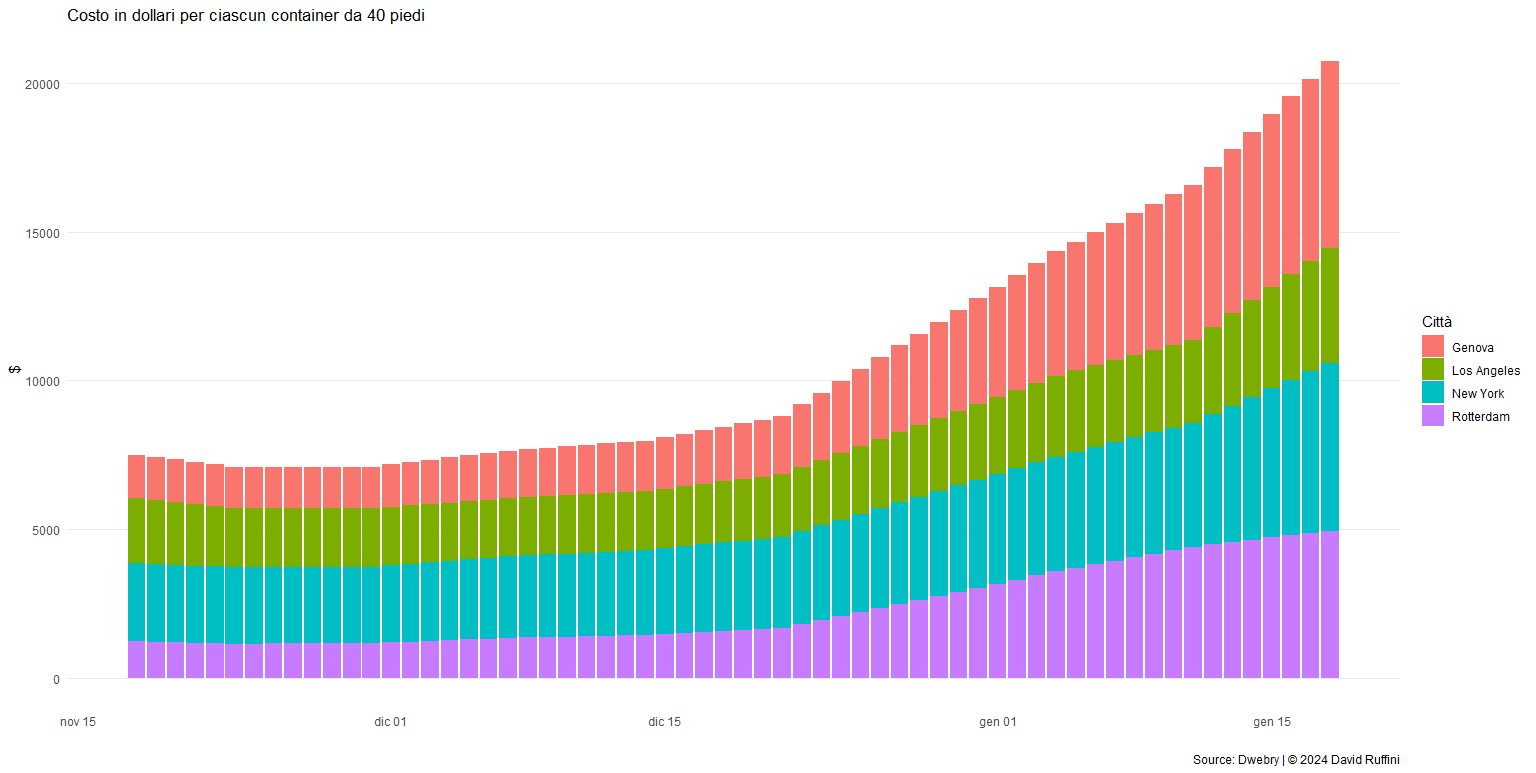 Costo in dollari per ciascun container da 40 piedi
20000
15000
10000
5000
0
$
nov 15
dic 01
dic 15
gen 01
gen 15
Città
Genova
Los Angeles
New York
Rotterdam
Source: Dwebry | © 2024 David Ruffini